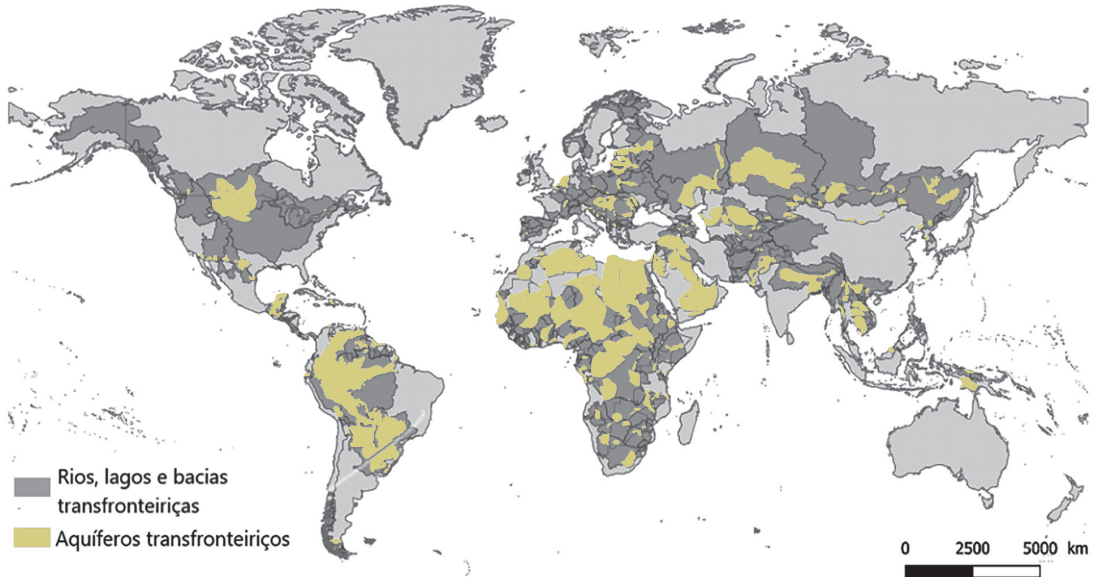 Rios, lagos e bacias
transfronteiriças
Aquíferos transfronteiriços
0 2500 5000 km